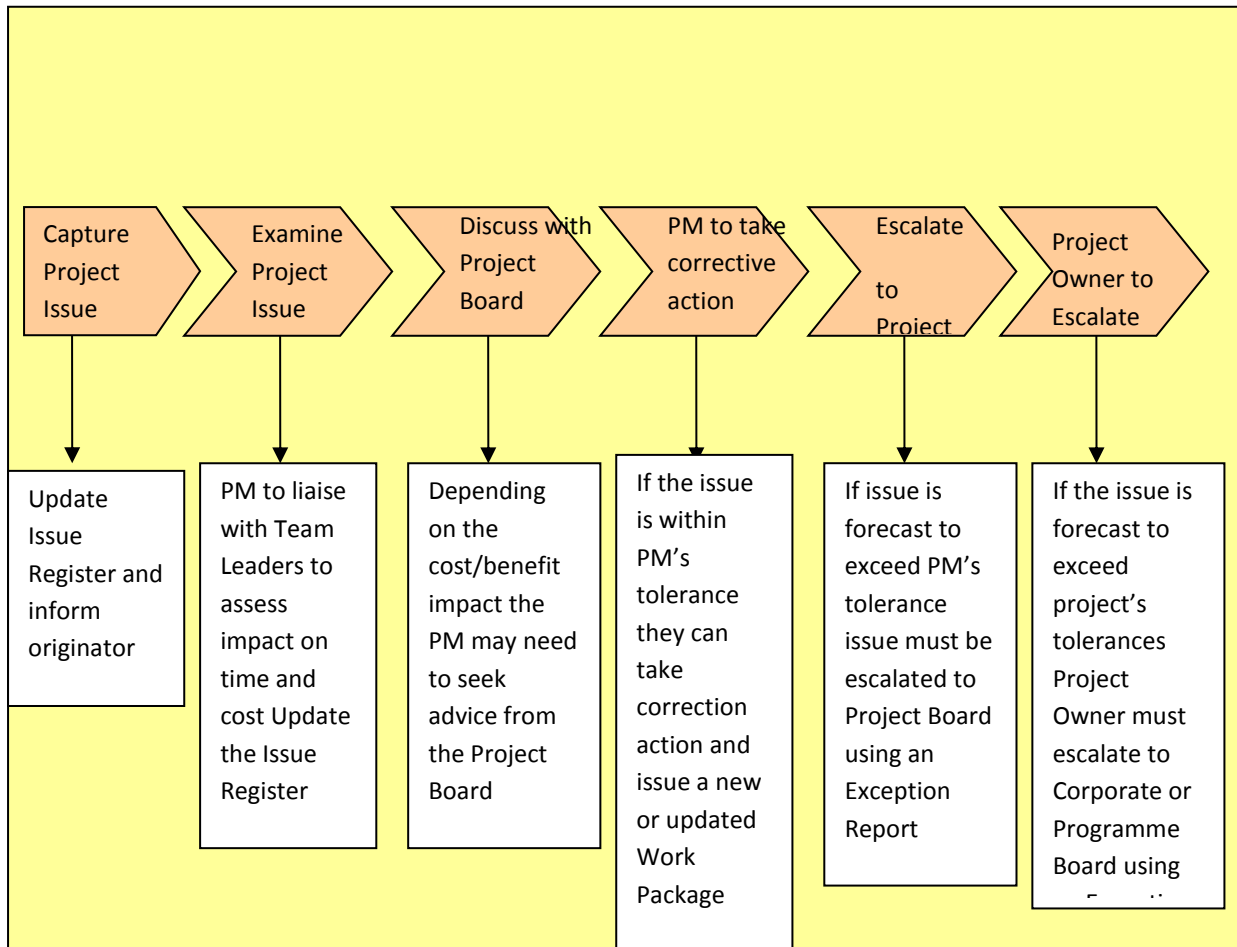 Capture
Project
Issue
Examine
Project
Issue
Discuss with
Project
Board
PM to take
corrective
action
Escalate
to
Project
Project
Owner to
Escalate
Update
Issue
Register and
inform
originator
PM to liaise
with Team
Leaders to
assess
impact on
time and
cost Update
the Issue
Register
Depending
on the
cost/benefit
impact the
PM may need
to seek
advice from
the Project
Board
If the issue
is within
PM’s
tolerance
they can
take
correction
action and
issue a new
or updated
Work
Package
If issue is
forecast to
exceed PM’s
tolerance
issue must be
escalated to
Project Board
using an
Exception
Report
If the issue is
forecast to
exceed
project’s
tolerances
Project
Owner must
escalate to
Corporate or
Programme
Board using